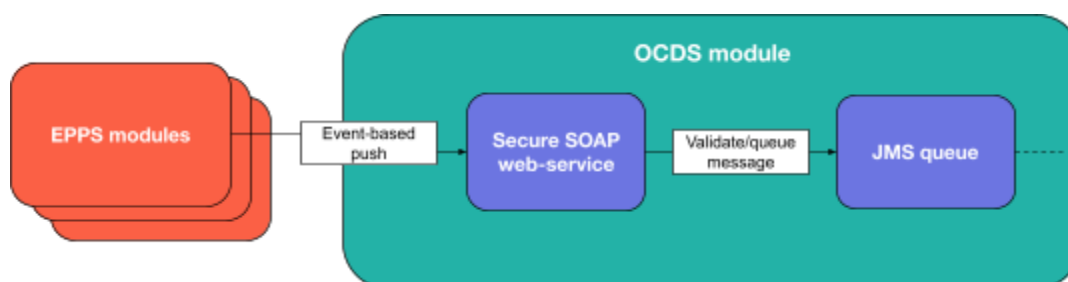 OCDS module
EPPS modules
Event-based
push
Secure SOAP
web-service
Validate/queue
message
JMS queue